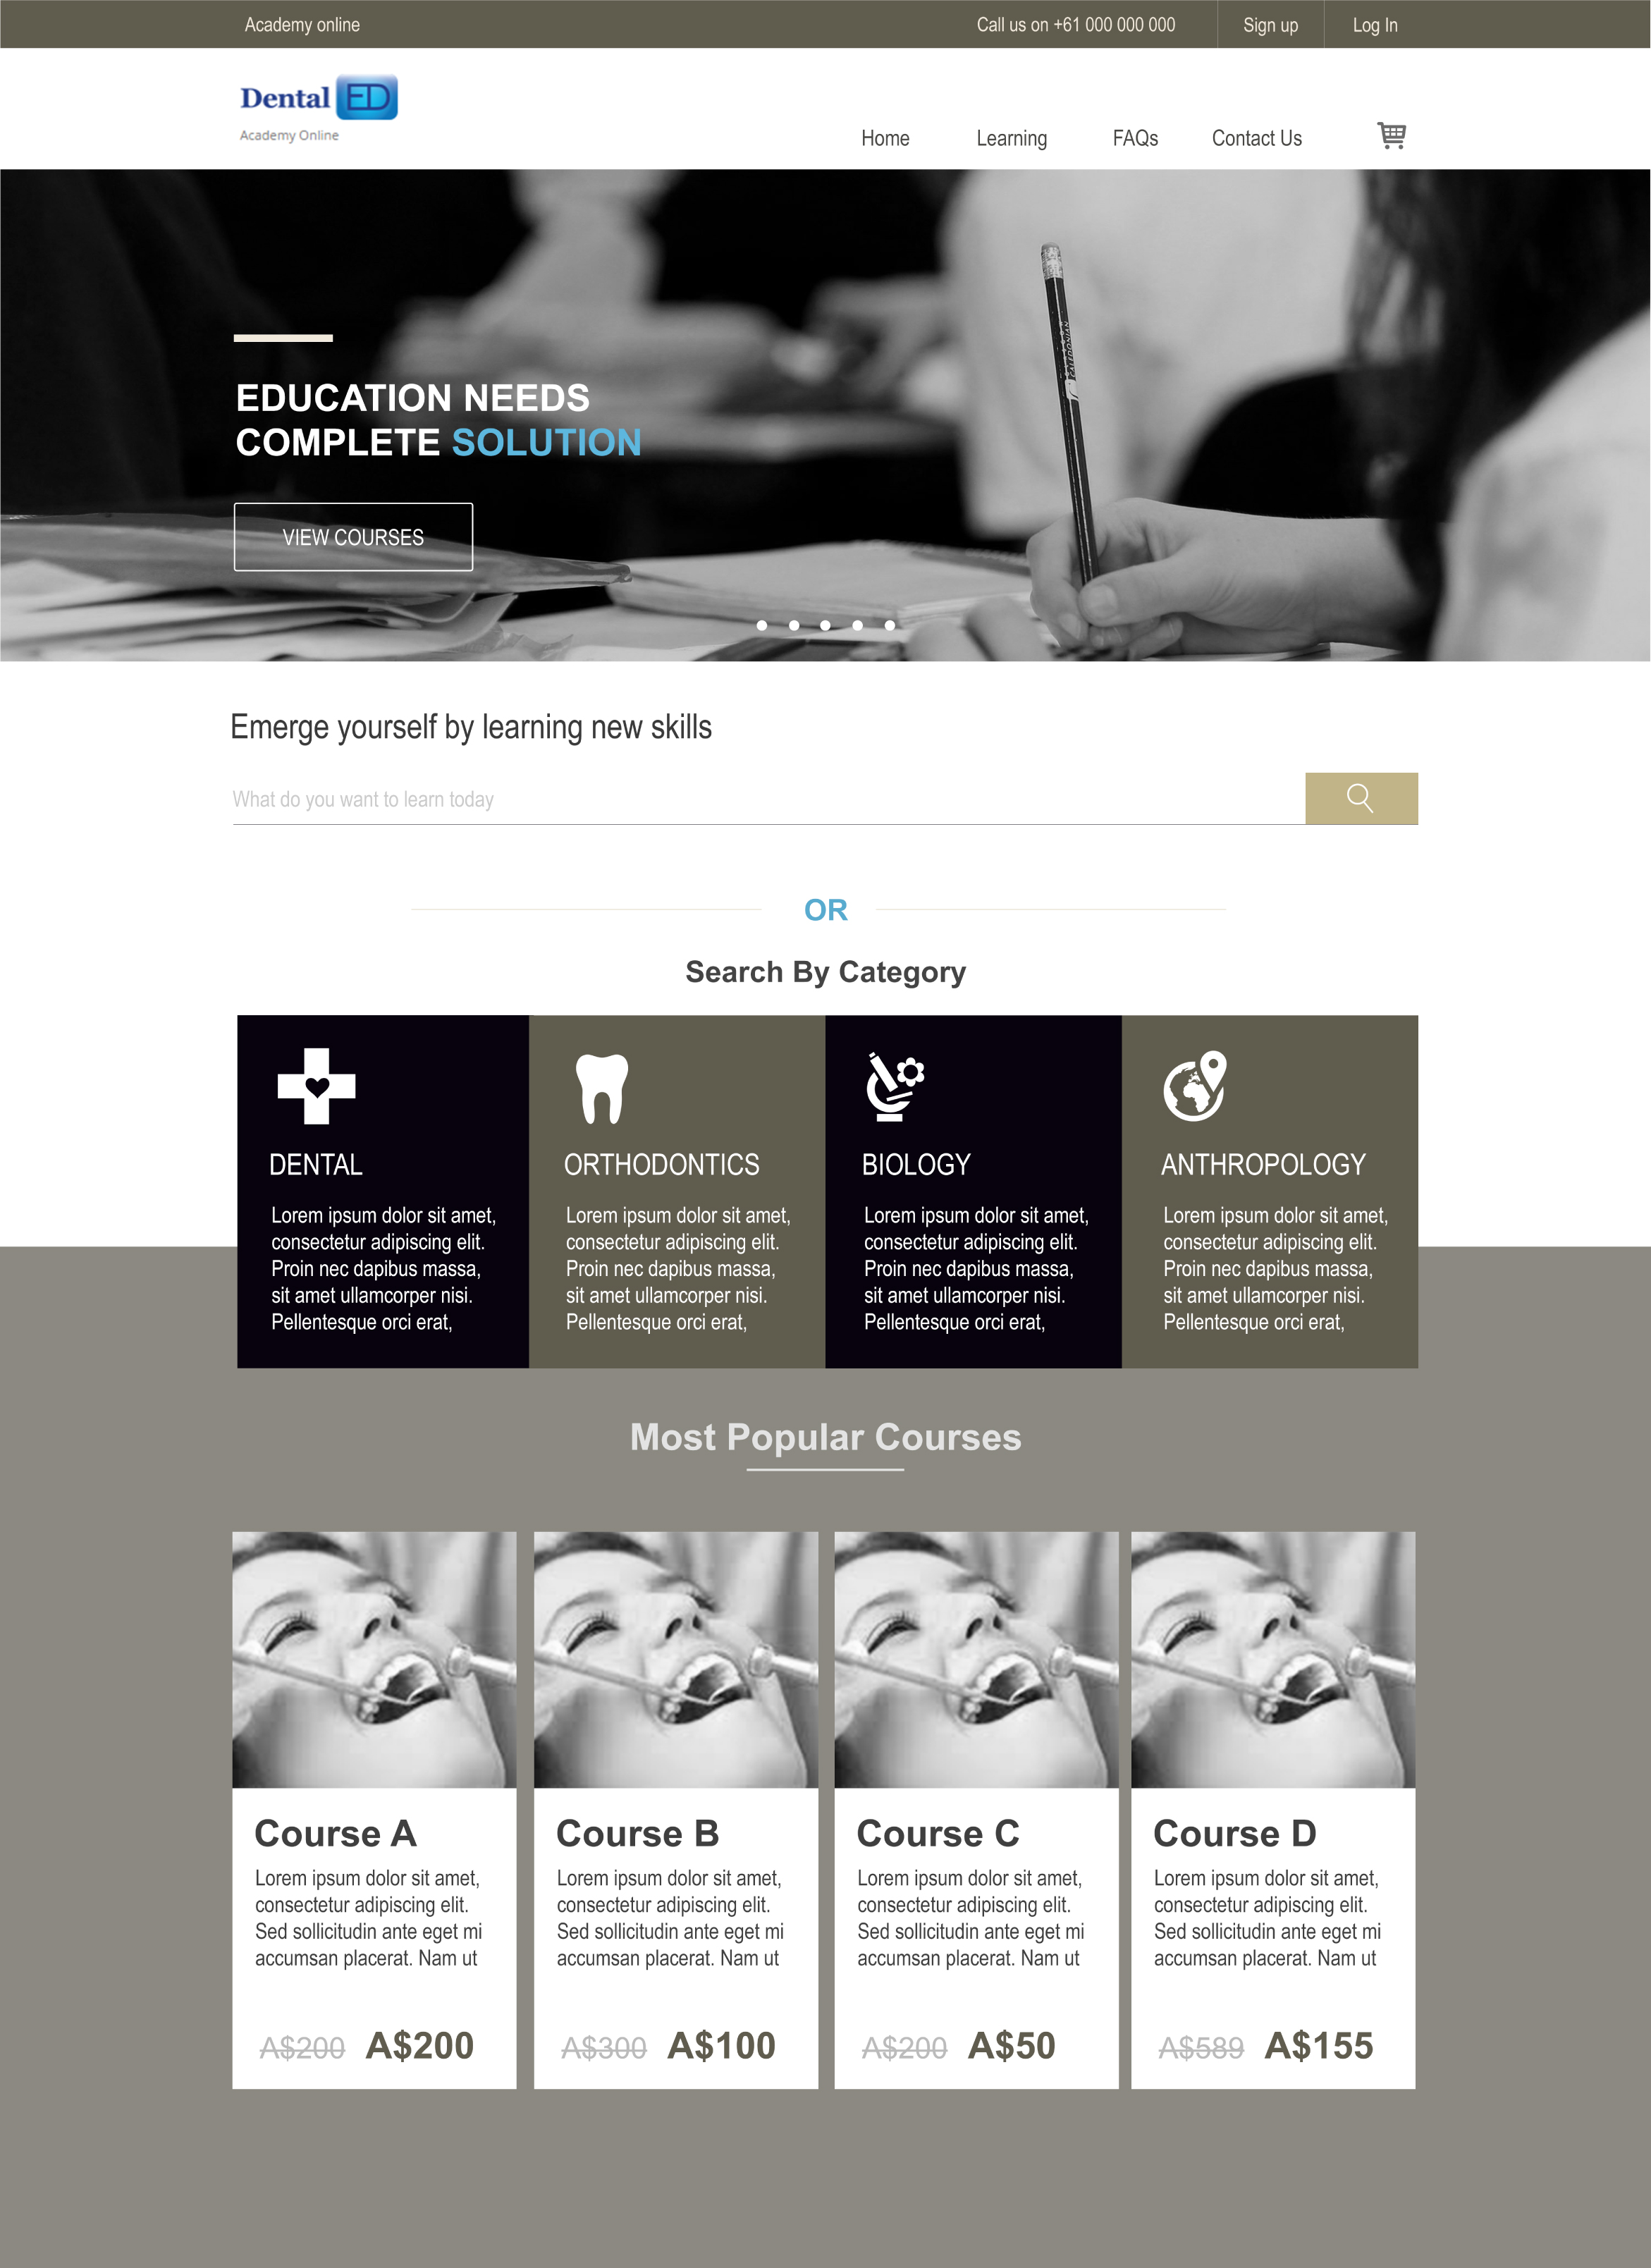 Academy online
Call us on +61 000 000 000
Sign up
Log In
Dental ED
Academy Online
Home
Learning
FAQs
Contact Us
EDUCATION NEEDS
COMPLETE SOLUTION
VIEW COURSES
Emerge yourself by learning new skills
What do you want to learn today
OR
Search By Category
DENTAL
Lorem ipsum dolor sit amet,
consectetur adipiscing elit.
Proin nec dapibus massa,
sit amet ullamcorper nisi.
Pellentesque orci erat,
ORTHODONTICS
Lorem ipsum dolor sit amet,
consectetur adipiscing elit.
Proin nec dapibus massa,
sit amet ullamcorper nisi.
Pellentesque orci erat,
BIOLOGY
Lorem ipsum dolor sit amet,
consectetur adipiscing elit.
Proin nec dapibus massa,
sit amet ullamcorper nisi.
Pellentesque orci erat,
ANTHROPOLOGY
Lorem ipsum dolor sit amet,
consectetur adipiscing elit.
Proin nec dapibus massa,
sit amet ullamcorper nisi.
Pellentesque orci erat,
Most Popular Courses
Course A
Lorem ipsum dolor sit amet,
consectetur adipiscing elit.
Sed sollicitudin ante eget mi
accumsan placerat. Nam ut
A$200 A$200
Course B
Lorem ipsum dolor sit amet,
consectetur adipiscing elit.
Sed sollicitudin ante eget mi
accumsan placerat. Nam ut
A$300 A$100
Course C
Lorem ipsum dolor sit amet,
consectetur adipiscing elit.
Sed sollicitudin ante eget mi
accumsan placerat. Nam ut
A$200 A$50
Course D
Lorem ipsum dolor sit amet,
consectetur adipiscing elit.
Sed sollicitudin ante eget mi
accumsan placerat. Nam ut
A$589 A$155